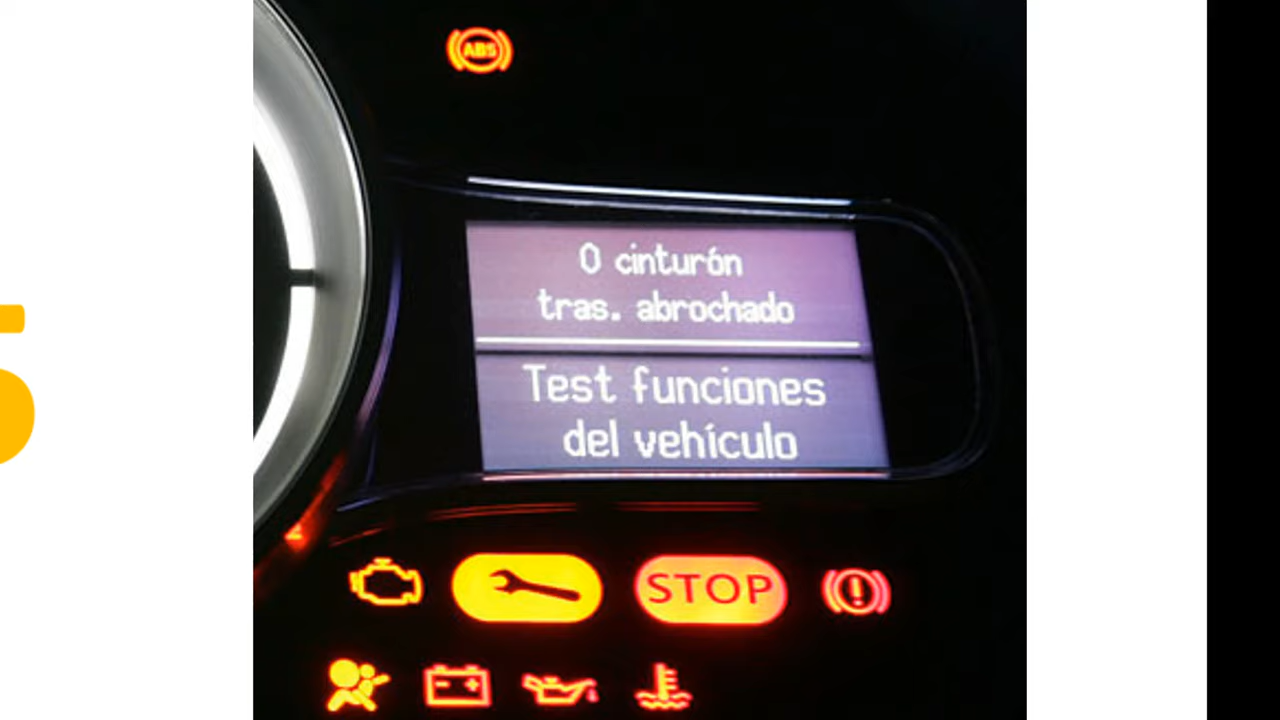 ABS
0 cinturón
tras. abrochado
Test funciones
del vehículo
STOP